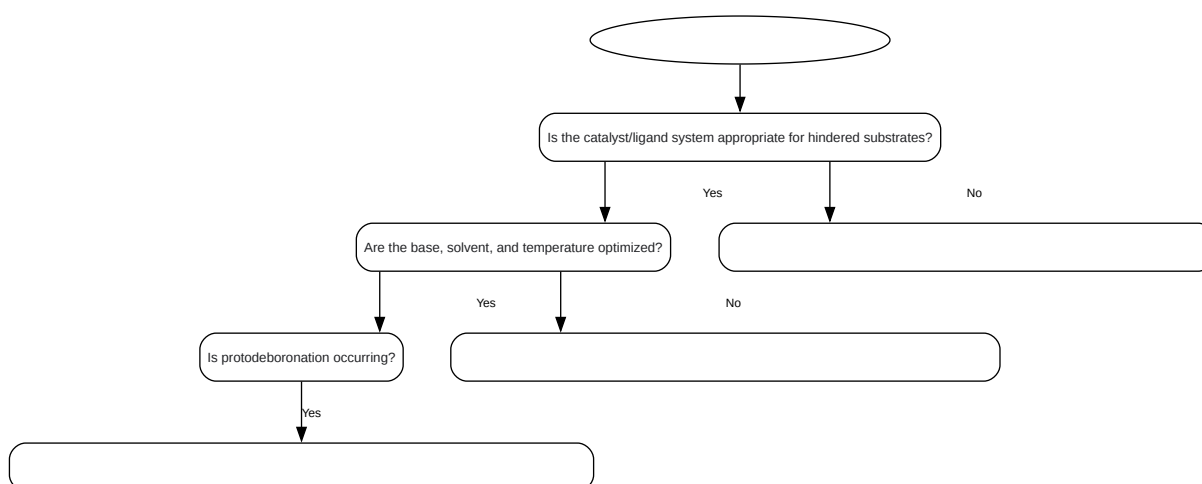 Is the catalyst/ligand system appropriate for hindered substrates?
Yes
No
Are the base, solvent, and temperature optimized?
Yes
No
Is protodeboronation occurring?
Yes